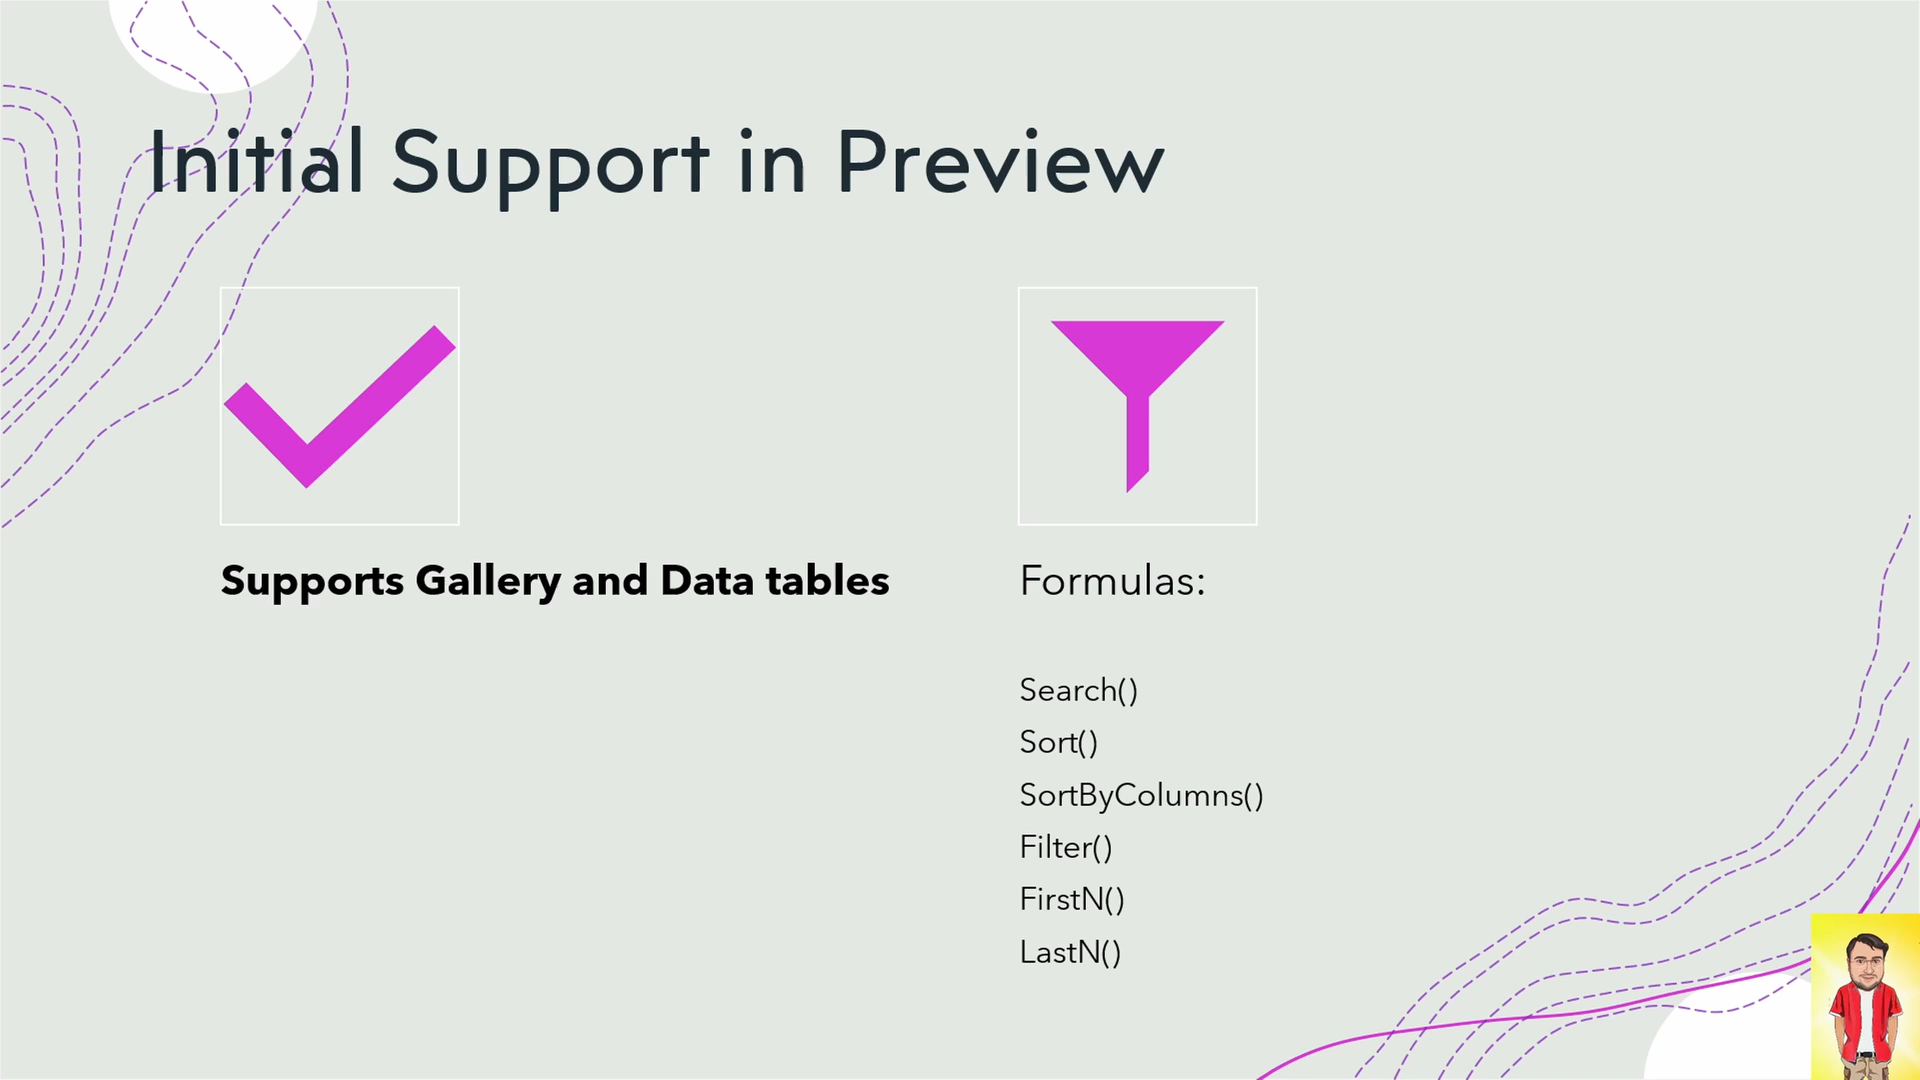 Initial Support in Preview
Supports Gallery and Data tables
Formulas:
Search()
Sort()
SortByColumns()
Filter()
FirstN()
LastN()